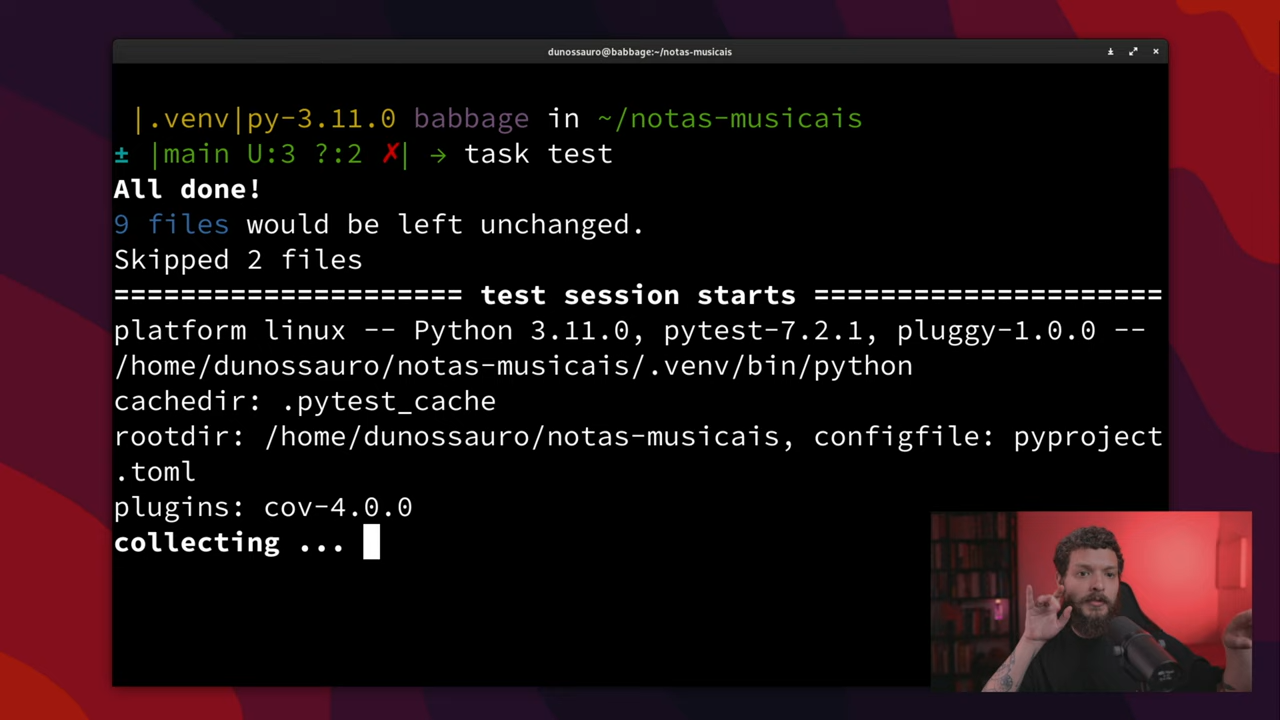 dunossauro@babbage:~/notas-musicais
|.venv|py-3.11.0 babbage in ~/notas-musicais
± |main U:3 ?:2 ✗| → task test
All done!
9 files would be left unchanged.
Skipped 2 files
===================== test session starts =====================
platform linux -- Python 3.11.0, pytest-7.2.1, pluggy-1.0.0 --
/home/dunossauro/notas-musicais/.venv/bin/python
cachedir: .pytest_cache
rootdir: /home/dunossauro/notas-musicais, configfile: pyproject
.toml
plugins: cov-4.0.0
collecting ...